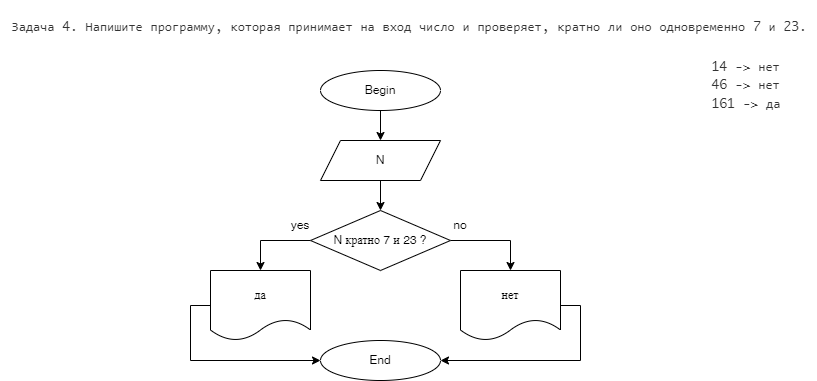 Задача 4. Напишите программу, которая принимает на вход число и проверяет, кратно ли оно одновременно 7 и 23.
14 -> нет
46 -> нет
161 -> да
Begin
N
yes
no
N кратно 7 и 23 ?
да
нет
End